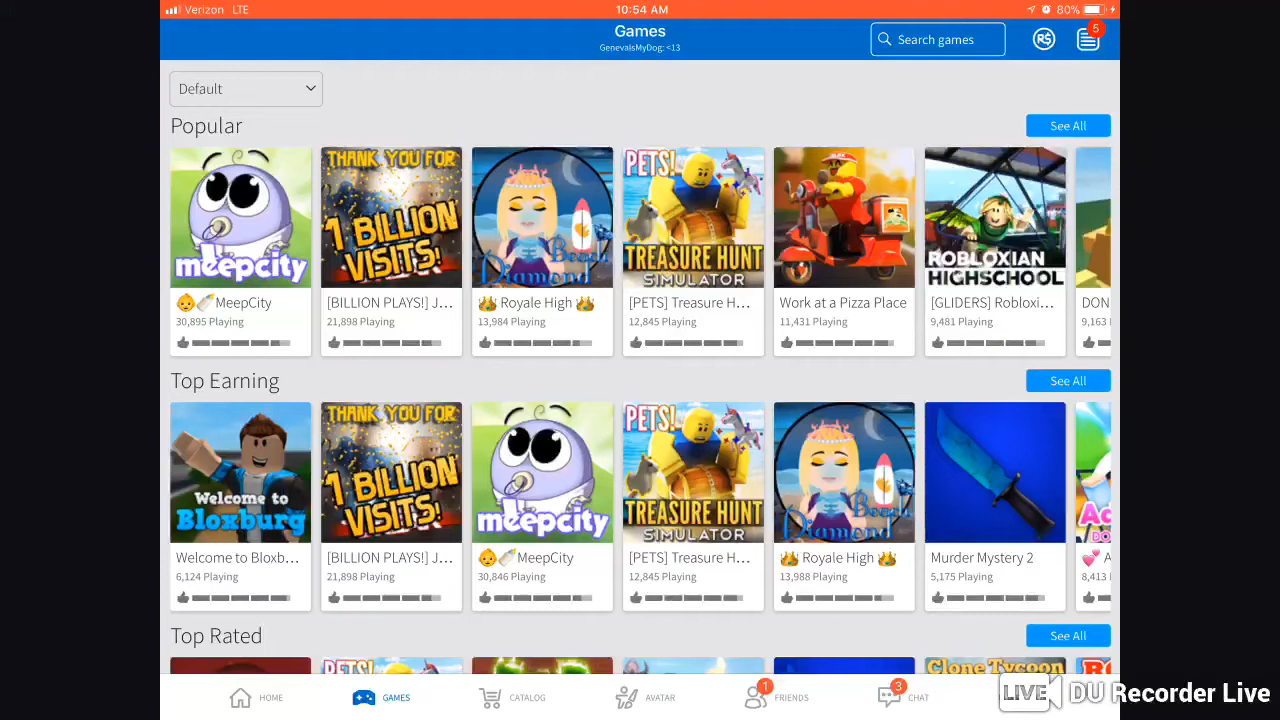 Verizon LTE 10:54 AM 80%
Games
GenevaIsMyDog: <13
Search games
R$
5
Default
Popular
See All
meepcity
THANK YOU FOR
1 BILLION
VISITS!
Beach
Diamond
PETS!
TREASURE HUNT
SIMULATOR
ROBLOXIAN
HIGHSCHOOL
👶🍼MeepCity
30,895 Playing
[BILLION PLAYS!] J...
21,898 Playing
👑 Royale High 👑
13,984 Playing
[PETS] Treasure H...
12,845 Playing
Work at a Pizza Place
11,431 Playing
[GLIDERS] Robloxi...
9,481 Playing
DON
9,163
Top Earning
See All
Welcome to
Bloxburg
THANK YOU FOR
1 BILLION
VISITS!
meepcity
PETS!
TREASURE HUNT
SIMULATOR
Beach
Diamond
Ad
DO
Welcome to Bloxb...
6,124 Playing
[BILLION PLAYS!] J...
21,898 Playing
👶🍼MeepCity
30,846 Playing
[PETS] Treasure H...
12,845 Playing
👑 Royale High 👑
13,988 Playing
Murder Mystery 2
5,175 Playing
💕 A
8,413
Top Rated
See All
PETS!
Clone Tycoon
HOME
GAMES
CATALOG
AVATAR
1
FRIENDS
3
CHAT
LIVE
DU Recorder Live